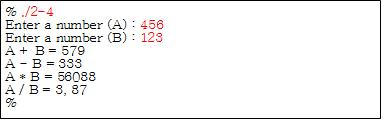 % ./2-4
Enter a number (A) : 456
Enter a number (B) : 123
A + B = 579
A - B = 333
A * B = 56088
A / B = 3, 87
%